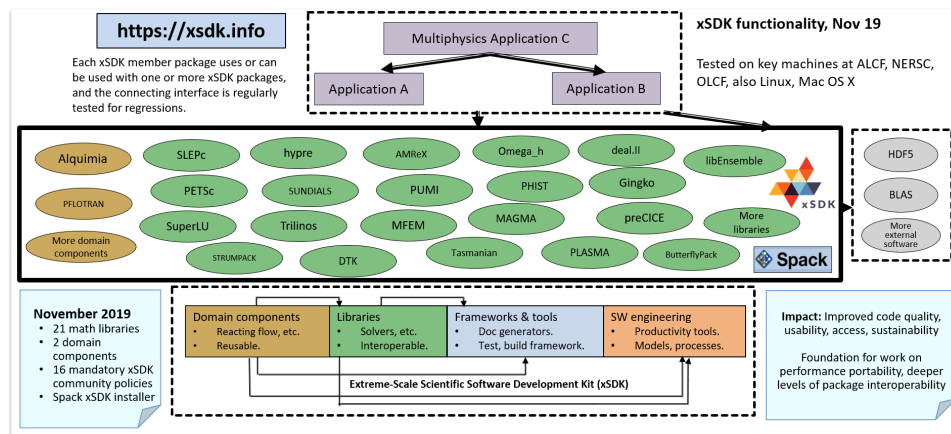 https://xsdk.info
Each xSDK member package uses or can
be used with one or more xSDK packages,
and the connecting interface is regularly
tested for regressions.
Multiphysics Application C
Application A
Application B
xSDK functionality, Nov 19
Tested on key machines at ALCF, NERSC,
OLCF, also Linux, Mac OS X
Alquimia
SLEPc
hypre
AMReX
Omega_h
deal.II
libEnsemble
PFLOTRAN
PETSc
SUNDIALS
PUMI
PHIST
Gingko
xSDK
More domain
components
SuperLU
Trilinos
MFEM
MAGMA
preCICE
More
libraries
STRUMPACK
DTK
Tasmanian
PLASMA
ButterflyPack
Spack
HDF5
BLAS
More
external
software
November 2019
• 21 math libraries
• 2 domain
components
• 16 mandatory xSDK
community policies
• Spack xSDK installer
Domain components
• Reacting flow, etc.
• Reusable.
Libraries
• Solvers, etc.
• Interoperable.
Frameworks & tools
• Doc generators.
• Test, build framework.
SW engineering
• Productivity tools.
• Models, processes.
Extreme-Scale Scientific Software Development Kit (xSDK)
Impact: Improved code quality,
usability, access, sustainability
Foundation for work on
performance portability, deeper
levels of package interoperability